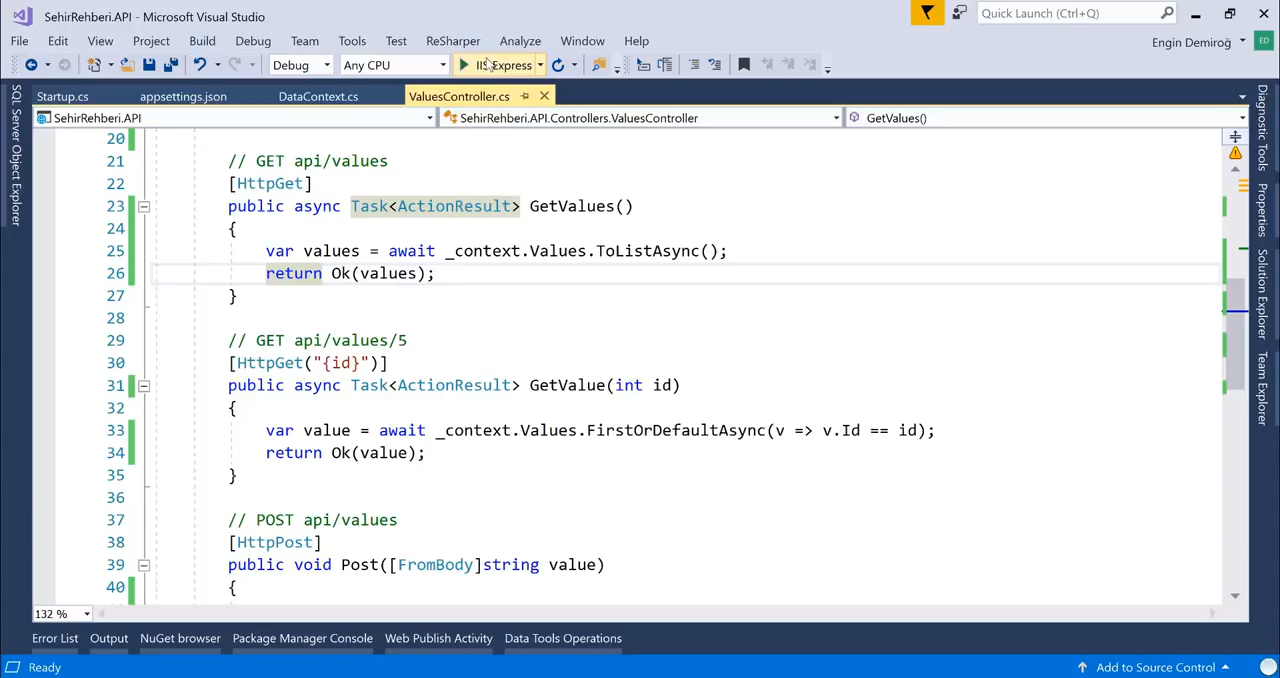 SehirRehberi.API - Microsoft Visual Studio
Quick Launch (Ctrl+Q)
File Edit View Project Build Debug Team Tools Test ReSharper Analyze Window Help
Engin Demiroğ ED
Debug Any CPU IIS Express
Startup.cs appsettings.json DataContext.cs ValuesController.cs
SehirRehberi.API SehirRehberi.API.Controllers.ValuesController GetValues()
SQL Server Object Explorer
Diagnostic Tools
Properties
Solution Explorer
Team Explorer
20
21 // GET api/values
22 [HttpGet]
23 public async Task<ActionResult> GetValues()
24 {
25 var values = await _context.Values.ToListAsync();
26 return Ok(values);
27 }
28
29 // GET api/values/5
30 [HttpGet("{id}")]
31 public async Task<ActionResult> GetValue(int id)
32 {
33 var value = await _context.Values.FirstOrDefaultAsync(v => v.Id == id);
34 return Ok(value);
35 }
36
37 // POST api/values
38 [HttpPost]
39 public void Post([FromBody]string value)
40 {
132 %
Error List Output NuGet browser Package Manager Console Web Publish Activity Data Tools Operations
Ready Add to Source Control